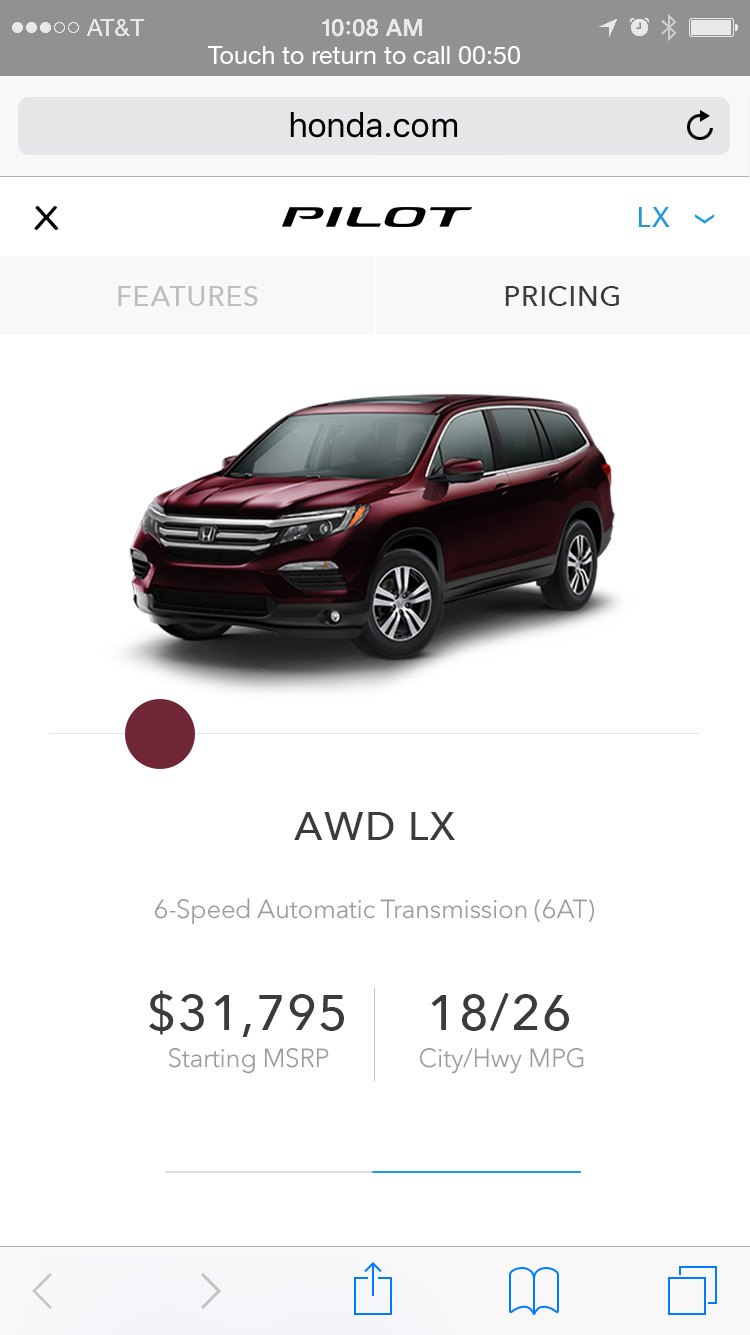 AT&T 10:08 AM
Touch to return to call 00:50
honda.com
PILOT LX
FEATURES PRICING
AWD LX
6-Speed Automatic Transmission (6AT)
$31,795 18/26
Starting MSRP City/Hwy MPG